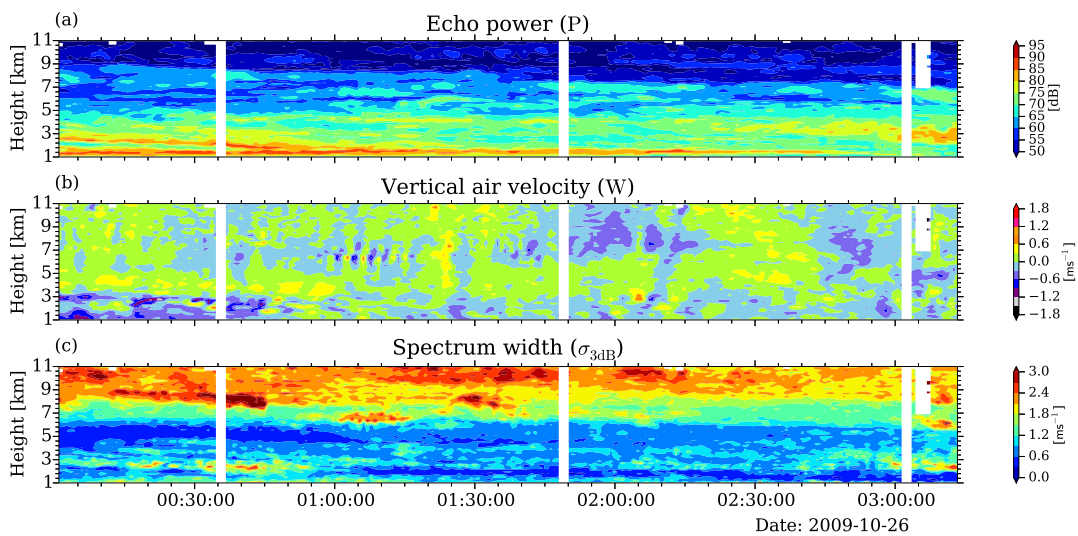 (a)
Echo power (P)
Height [km]
11
9
7
5
3
1
95
90
85
80
75
70
65
60
55
50
[dB]
(b)
Vertical air velocity (W)
Height [km]
11
9
7
5
3
1
1.8
1.2
0.6
0.0
−0.6
−1.2
−1.8
[ms⁻¹]
(c)
Spectrum width (σ3dB)
Height [km]
11
9
7
5
3
1
3.0
2.4
1.8
1.2
0.6
0.0
[ms⁻¹]
00:30:00 01:00:00 01:30:00 02:00:00 02:30:00 03:00:00
Date: 2009-10-26